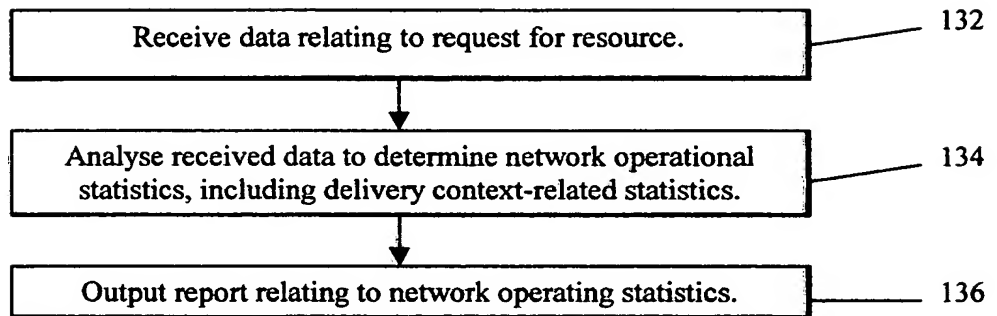 Receive data relating to request for resource.
132
Analyse received data to determine network operational
statistics, including delivery context-related statistics.
134
Output report relating to network operating statistics.
136